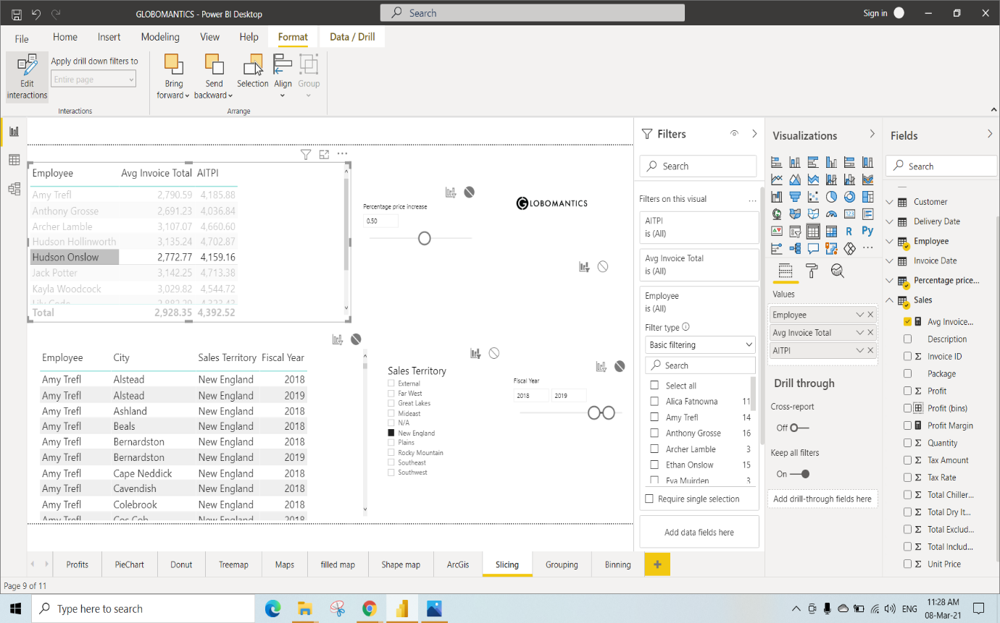 GLOBOMANTICS - Power BI Desktop
Search
Sign in
File
Home
Insert
Modeling
View
Help
Format
Data / Drill
Edit
interactions
Apply drill down filters to
Entire page
Interactions
Bring
forward
Send
backward
Selection
Align
Group
Arrange
Employee Avg Invoice Total AITPI
Amy Trefl 2,790.59 4,185.88
Anthony Grosse 2,691.23 4,036.84
Archer Lamble 3,107.07 4,660.60
Hudson Hollinworth 3,135.24 4,702.87
Hudson Onslow 2,772.77 4,159.16
Jack Potter 3,142.25 4,713.38
Kayla Woodcock 3,029.82 4,544.72
Total 2,928.35 4,392.52
Percentage price increase
0.50
GLOBOMANTICS
Employee City Sales Territory Fiscal Year
Amy Trefl Alstead New England 2018
Amy Trefl Alstead New England 2019
Amy Trefl Ashland New England 2018
Amy Trefl Beals New England 2018
Amy Trefl Bernardston New England 2018
Amy Trefl Bernardston New England 2019
Amy Trefl Cape Neddick New England 2018
Amy Trefl Cavendish New England 2018
Amy Trefl Colebrook New England 2018
Amy Trefl Cos Cob New England 2018
Sales Territory
External
Far West
Great Lakes
Mideast
N/A
New England
Plains
Rocky Mountain
Southeast
Southwest
Fiscal Year
2018 2019
Filters
Search
Filters on this visual
AITPI
is (All)
Avg Invoice Total
is (All)
Employee
is (All)
Filter type
Basic filtering
Search
Select all
Alica Fatnowna 11
Amy Trefl 14
Anthony Grosse 16
Archer Lamble 3
Ethan Onslow 15
Eva Muirden 3
Require single selection
Add data fields here
Visualizations
123
R
Py
Values
Employee
Avg Invoice Total
AITPI
Drill through
Cross-report
Off
Keep all filters
On
Add drill-through fields here
Fields
Search
Customer
Delivery Date
Employee
Invoice Date
Percentage price...
Sales
Avg Invoice...
Description
Σ Invoice ID
Package
Σ Profit
Profit (bins)
Profit Margin
Σ Quantity
Σ Tax Amount
Σ Tax Rate
Σ Total Chiller...
Σ Total Dry It...
Σ Total Exclud...
Σ Total Includ...
Σ Unit Price
Profits
PieChart
Donut
Treemap
Maps
filled map
Shape map
ArcGis
Slicing
Grouping
Binning
+
Page 9 of 11
Type here to search
ENG
11:28 AM
08-Mar-21